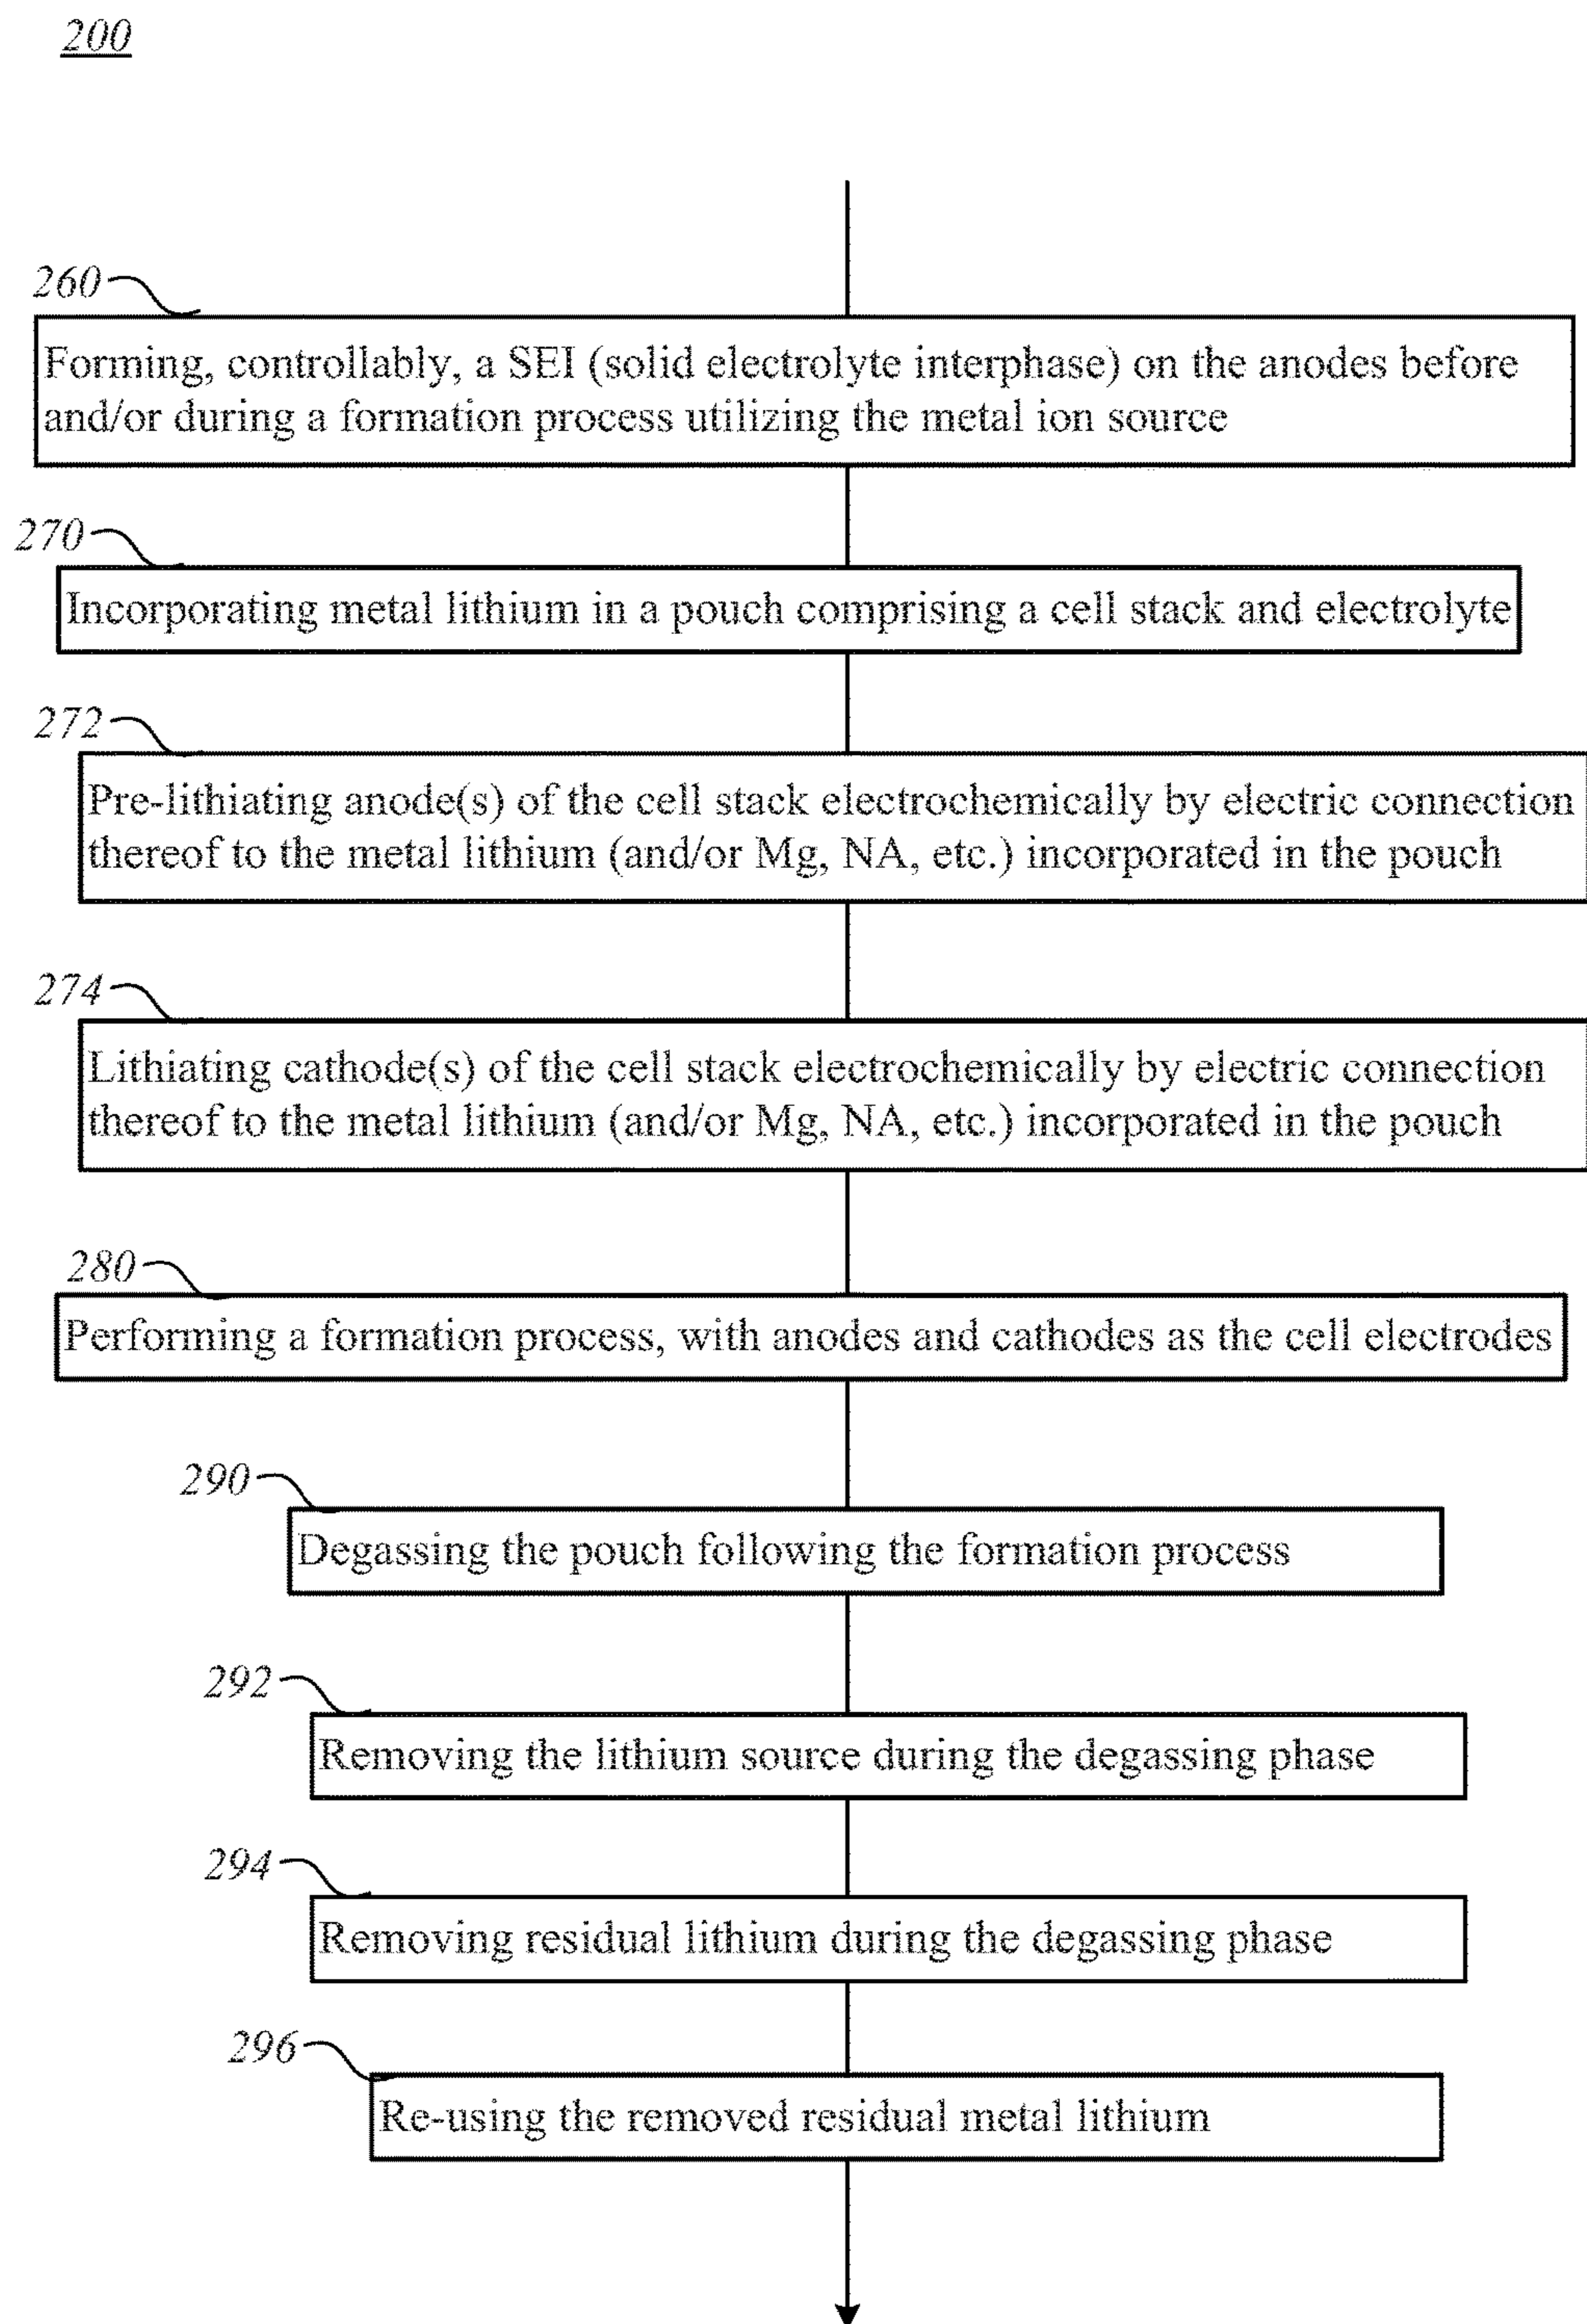 200
260
Forming, controllably, a SEI (solid electrolyte interphase) on the anodes before
and/or during a formation process utilizing the metal ion source
270
Incorporating metal lithium in a pouch comprising a cell stack and electrolyte
272
Pre-lithiating anode(s) of the cell stack electrochemically by electric connection
thereof to the metal lithium (and/or Mg, NA, etc.) incorporated in the pouch
274
Lithiating cathode(s) of the cell stack electrochemically by electric connection
thereof to the metal lithium (and/or Mg, NA, etc.) incorporated in the pouch
280
Performing a formation process, with anodes and cathodes as the cell electrodes
290
Degassing the pouch following the formation process
292
Removing the lithium source during the degassing phase
294
Removing residual lithium during the degassing phase
296
Re-using the removed residual metal lithium